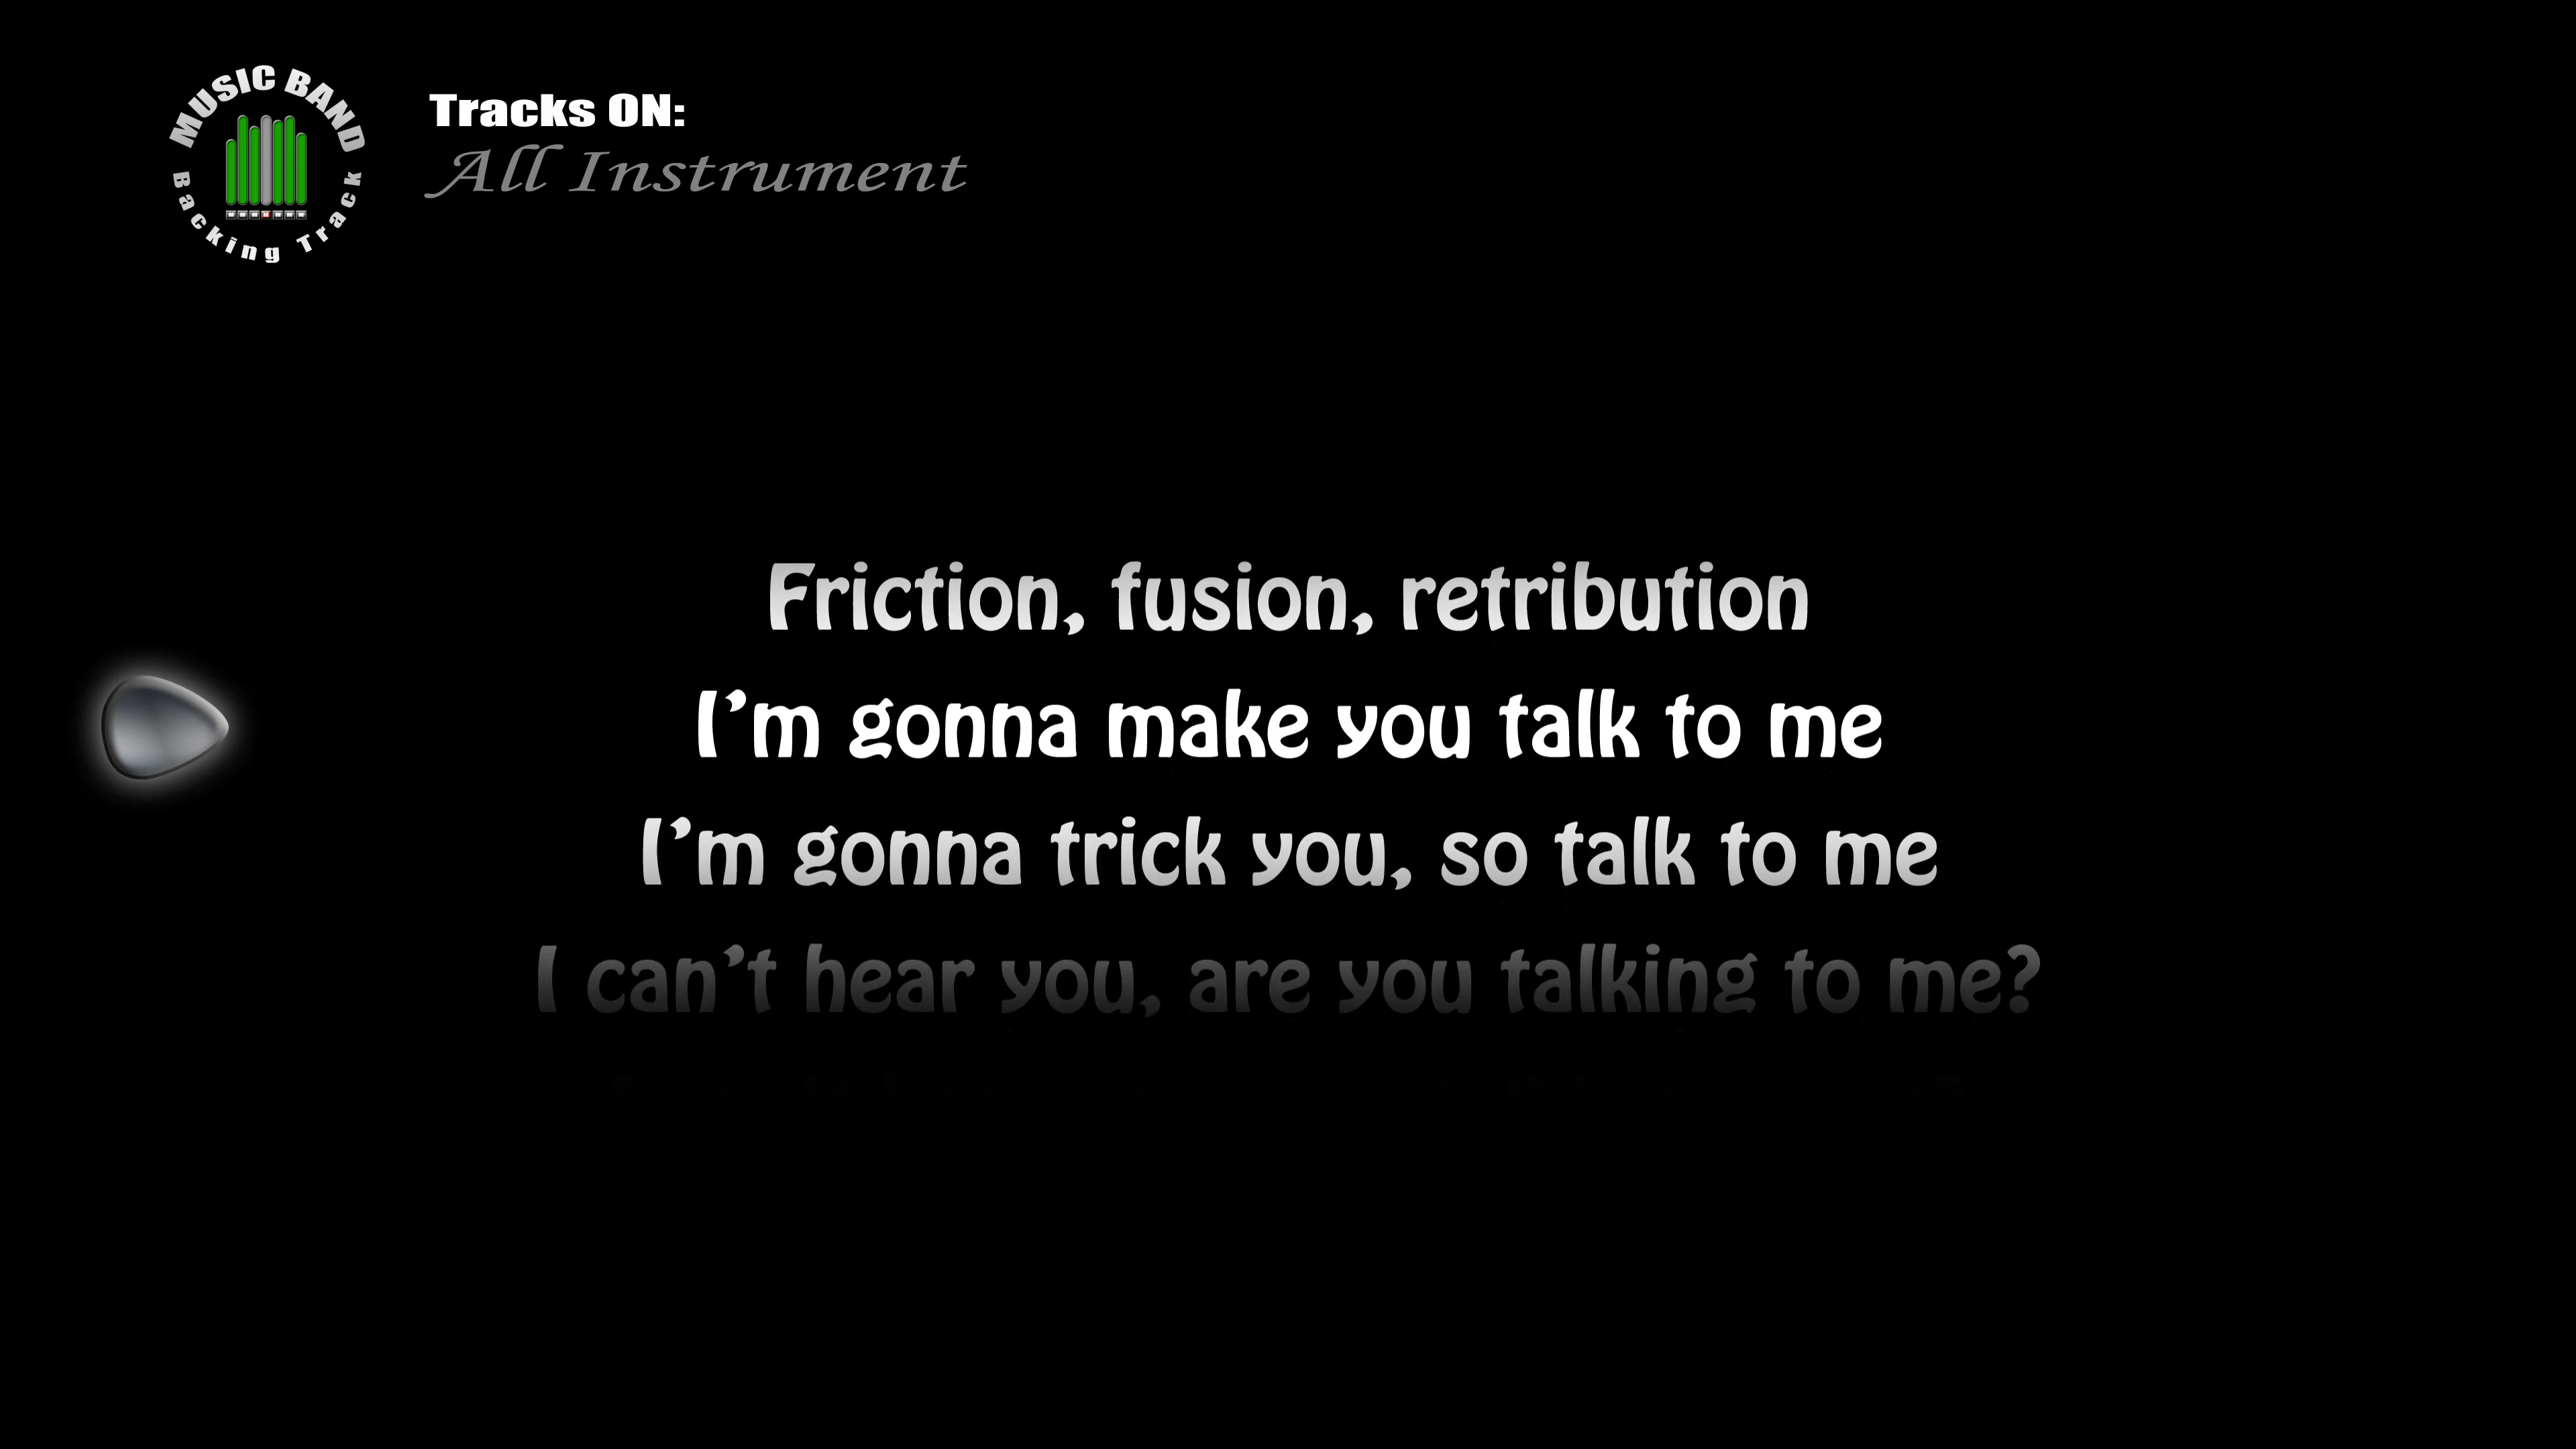 MUSIC BAND
Backing Track
Tracks ON:
All Instrument
Friction, fusion, retribution
I'm gonna make you talk to me
I'm gonna trick you, so talk to me
I can't hear you, are you talking to me?